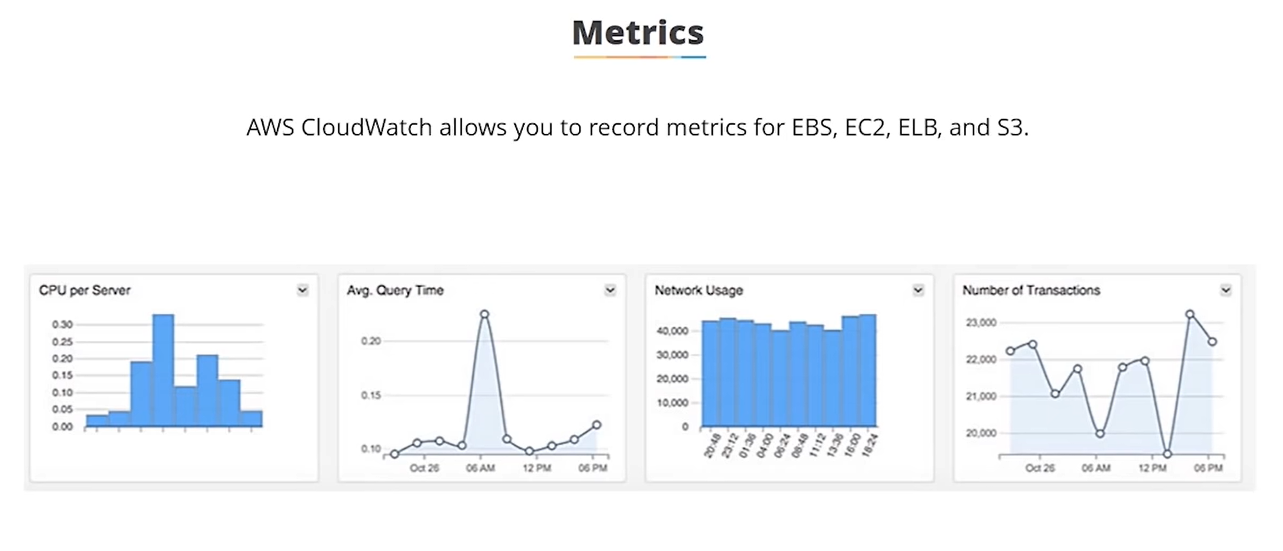 Metrics
AWS CloudWatch allows you to record metrics for EBS, EC2, ELB, and S3.
CPU per Server
0.30
0.25
0.20
0.15
0.10
0.05
0.00
Avg. Query Time
0.20
0.15
0.10
Oct 26 06 AM 12 PM 06 PM
Network Usage
40,000
30,000
20,000
10,000
0
20:48 23:12 01:36 04:00 06:24 08:48 11:12 13:36 16:00 18:24
Number of Transactions
23,000
22,000
21,000
20,000
Oct 26 06 AM 12 PM 06 PM